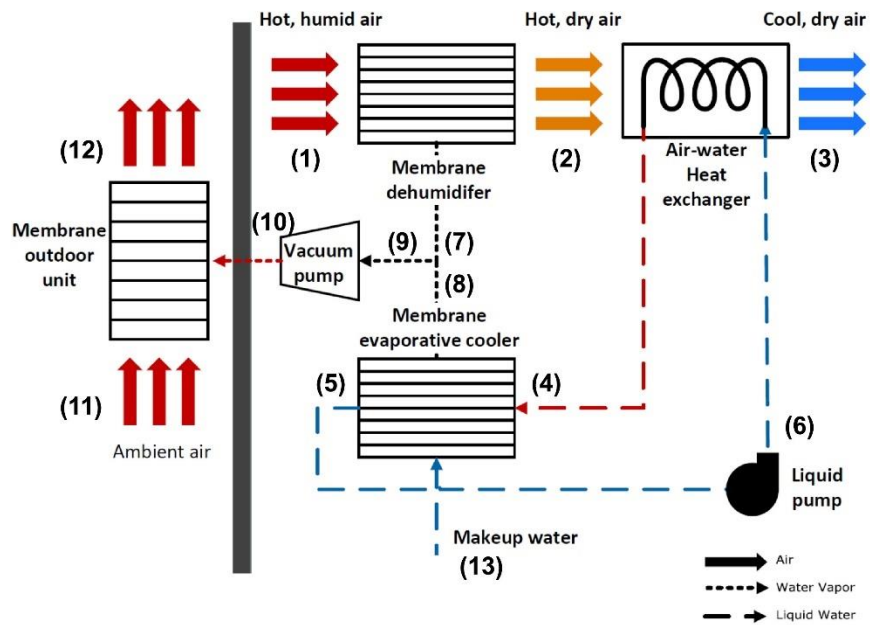 Hot, humid air
Hot, dry air
Cool, dry air
(12)
(1)
(2)
(3)
Membrane
dehumidifer
Air-water
Heat
exchanger
Membrane
outdoor
unit
(10)
Vacuum
pump
(9)
(7)
(8)
Membrane
evaporative cooler
(11)
(5)
(4)
Ambient air
(6)
Liquid
pump
Makeup water
(13)
Air
Water Vapor
Liquid Water